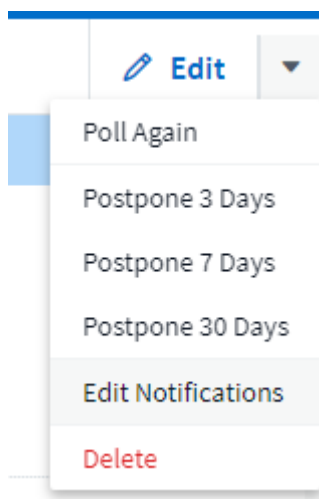 Edit
Poll Again
Postpone 3 Days
Postpone 7 Days
Postpone 30 Days
Edit Notifications
Delete